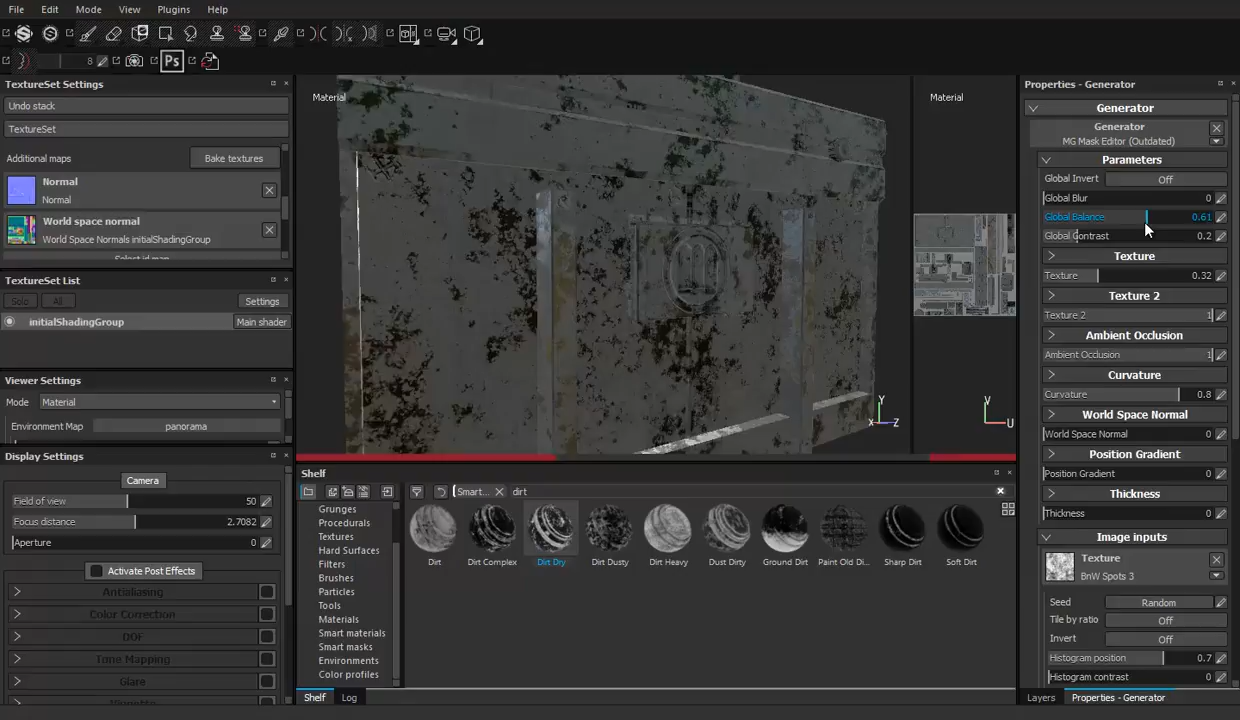 File Edit Mode View Plugins Help
8
Ps
TextureSet Settings
Undo stack
TextureSet
Additional maps
Bake textures
Normal
Normal
World space normal
World Space Normals initialShadingGroup
Select id map
TextureSet List
Solo All Settings
initialShadingGroup Main shader
Viewer Settings
Mode Material
Environment Map panorama
Display Settings
Camera
Field of view 50
Focus distance 2.7082
Aperture 0
Activate Post Effects
Antialiasing
Color Correction
DOF
Tone Mapping
Glare
Vignette
Material
Y
X Z
Material
V
U
Shelf
Smart... dirt
Grunges
Procedurals
Textures
Hard Surfaces
Filters
Brushes
Particles
Tools
Materials
Smart materials
Smart masks
Environments
Color profiles
Dirt Dirt Complex Dirt Dry Dirt Dusty Dirt Heavy Dust Dirty Ground Dirt Paint Old Di... Sharp Dirt Soft Dirt
Shelf Log
Properties - Generator
Generator
Generator
MG Mask Editor (Outdated)
Parameters
Global Invert Off
Global Blur 0
Global Balance 0.61
Global Contrast 0.2
Texture
Texture 0.32
Texture 2
Texture 2 1
Ambient Occlusion
Ambient Occlusion 1
Curvature
Curvature 0.8
World Space Normal
World Space Normal 0
Position Gradient
Position Gradient 0
Thickness
Thickness 0
Image inputs
Texture
BnW Spots 3
Seed Random
Tile by ratio Off
Invert Off
Histogram position 0.7
Histogram contrast 0
Layers Properties - Generator